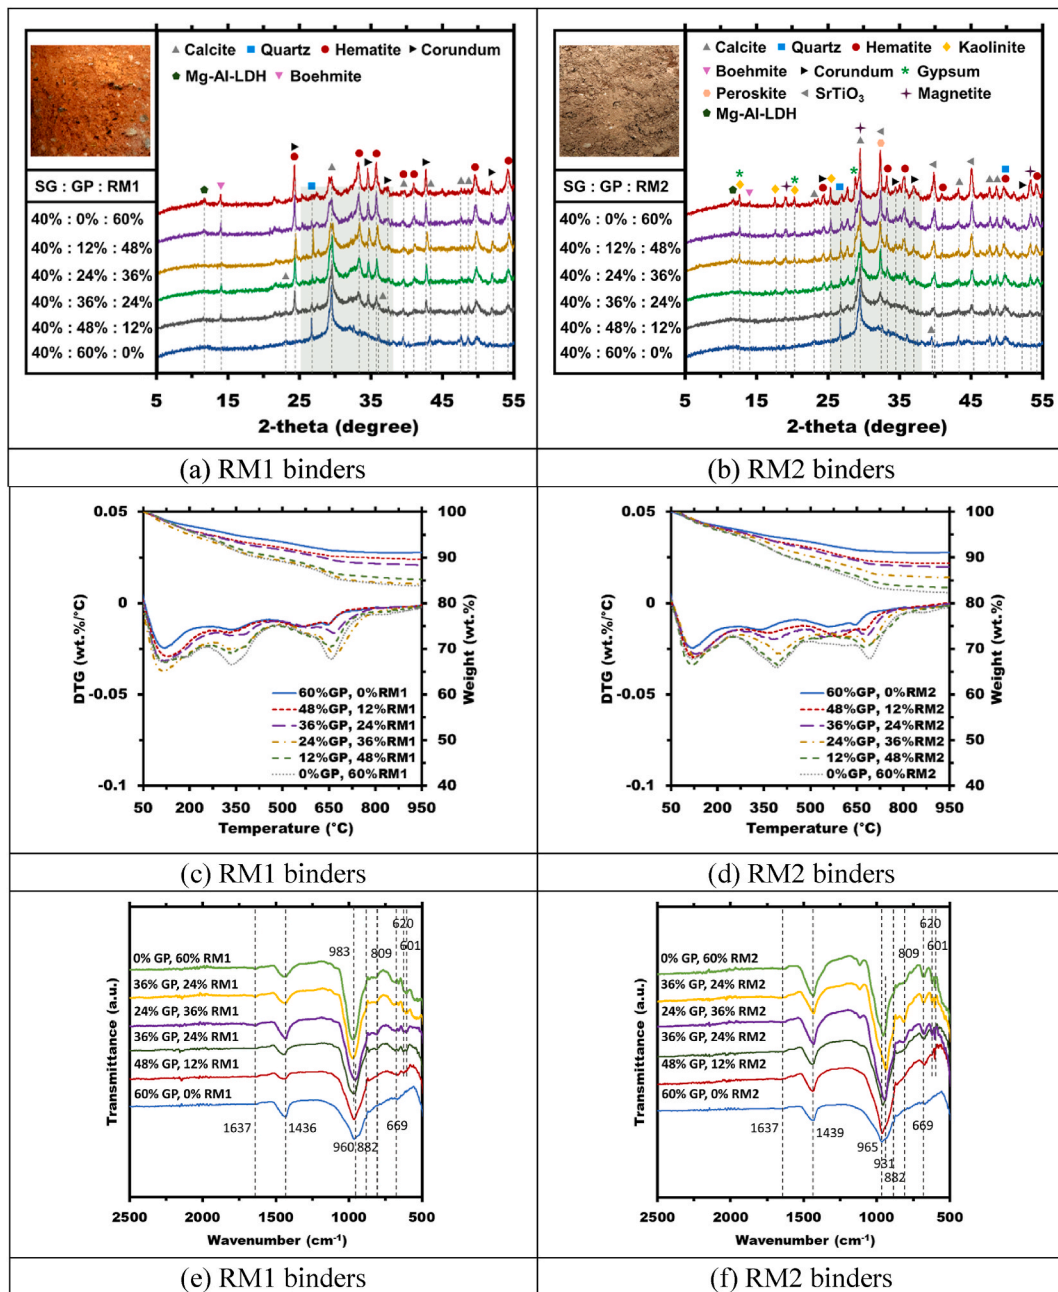 Calcite Quartz Hematite Corundum
Mg-Al-LDH Boehmite
SG : GP : RM1
40% : 0% : 60%
40% : 12% : 48%
40% : 24% : 36%
40% : 36% : 24%
40% : 48% : 12%
40% : 60% : 0%
5 15 25 35 45 55
2-theta (degree)
(a) RM1 binders
Calcite Quartz Hematite Kaolinite
Boehmite Corundum Gypsum
Peroskite SrTiO3 Magnetite
Mg-Al-LDH
SG : GP : RM2
40% : 0% : 60%
40% : 12% : 48%
40% : 24% : 36%
40% : 36% : 24%
40% : 48% : 12%
40% : 60% : 0%
5 15 25 35 45 55
2-theta (degree)
(b) RM2 binders
0.05
0
-0.05
-0.1
DTG (wt.%/°C)
100
90
80
70
60
50
40
Weight (wt.%)
60%GP, 0%RM1
48%GP, 12%RM1
36%GP, 24%RM1
24%GP, 36%RM1
12%GP, 48%RM1
0%GP, 60%RM1
50 200 350 500 650 800 950
Temperature (°C)
(c) RM1 binders
0.05
0
-0.05
-0.1
DTG (wt.%/°C)
100
90
80
70
60
50
40
Weight (wt.%)
60%GP, 0%RM2
48%GP, 12%RM2
36%GP, 24%RM2
24%GP, 36%RM2
12%GP, 48%RM2
0%GP, 60%RM2
50 200 350 500 650 800 950
Temperature (°C)
(d) RM2 binders
Transmittance (a.u.)
620
983 809 601
0% GP, 60% RM1
36% GP, 24% RM1
24% GP, 36% RM1
36% GP, 24% RM1
48% GP, 12% RM1
60% GP, 0% RM1
1637 1436 960 882 669
2500 2000 1500 1000 500
Wavenumber (cm-1)
(e) RM1 binders
Transmittance (a.u.)
620
809 601
0% GP, 60% RM2
36% GP, 24% RM2
24% GP, 36% RM2
36% GP, 24% RM2
48% GP, 12% RM2
60% GP, 0% RM2
1637 1439 965 669
931
882
2500 2000 1500 1000 500
Wavenumber (cm-1)
(f) RM2 binders